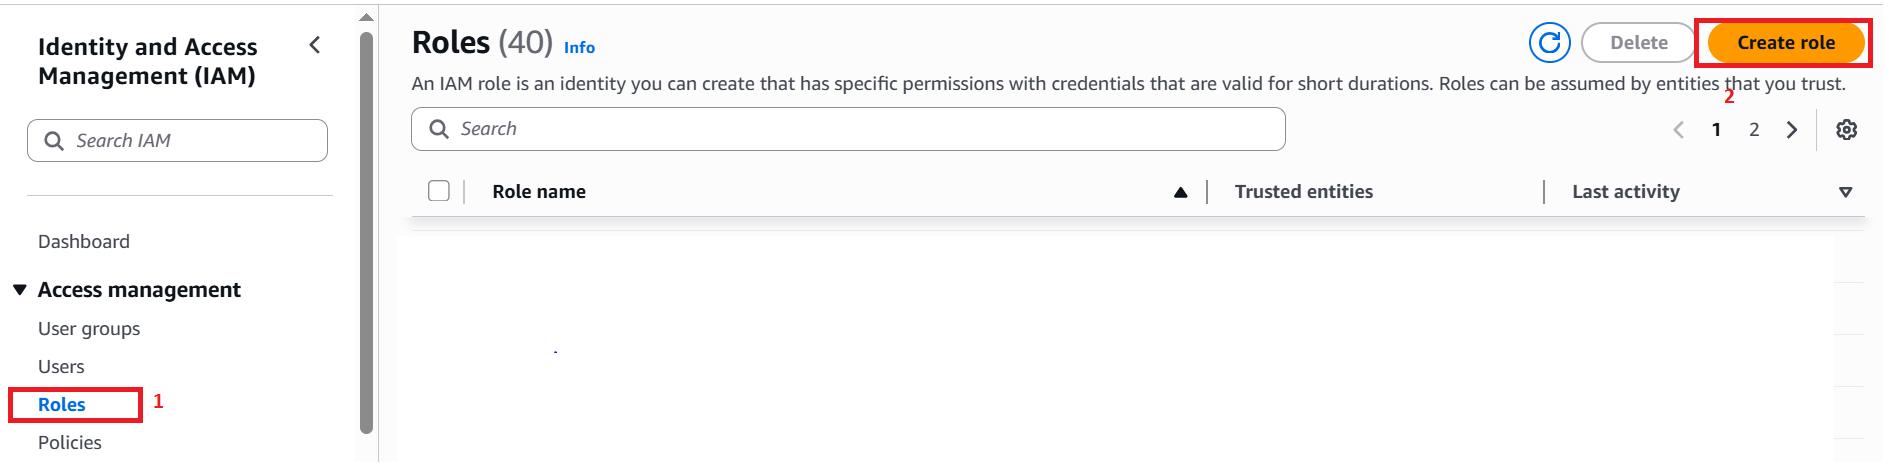 Identity and Access
Management (IAM)
Search IAM
Dashboard
Access management
User groups
Users
Roles 1
Policies
Roles (40) Info
Delete
Create role
An IAM role is an identity you can create that has specific permissions with credentials that are valid for short durations. Roles can be assumed by entities that you trust.
2
Search
1 2
Role name Trusted entities Last activity